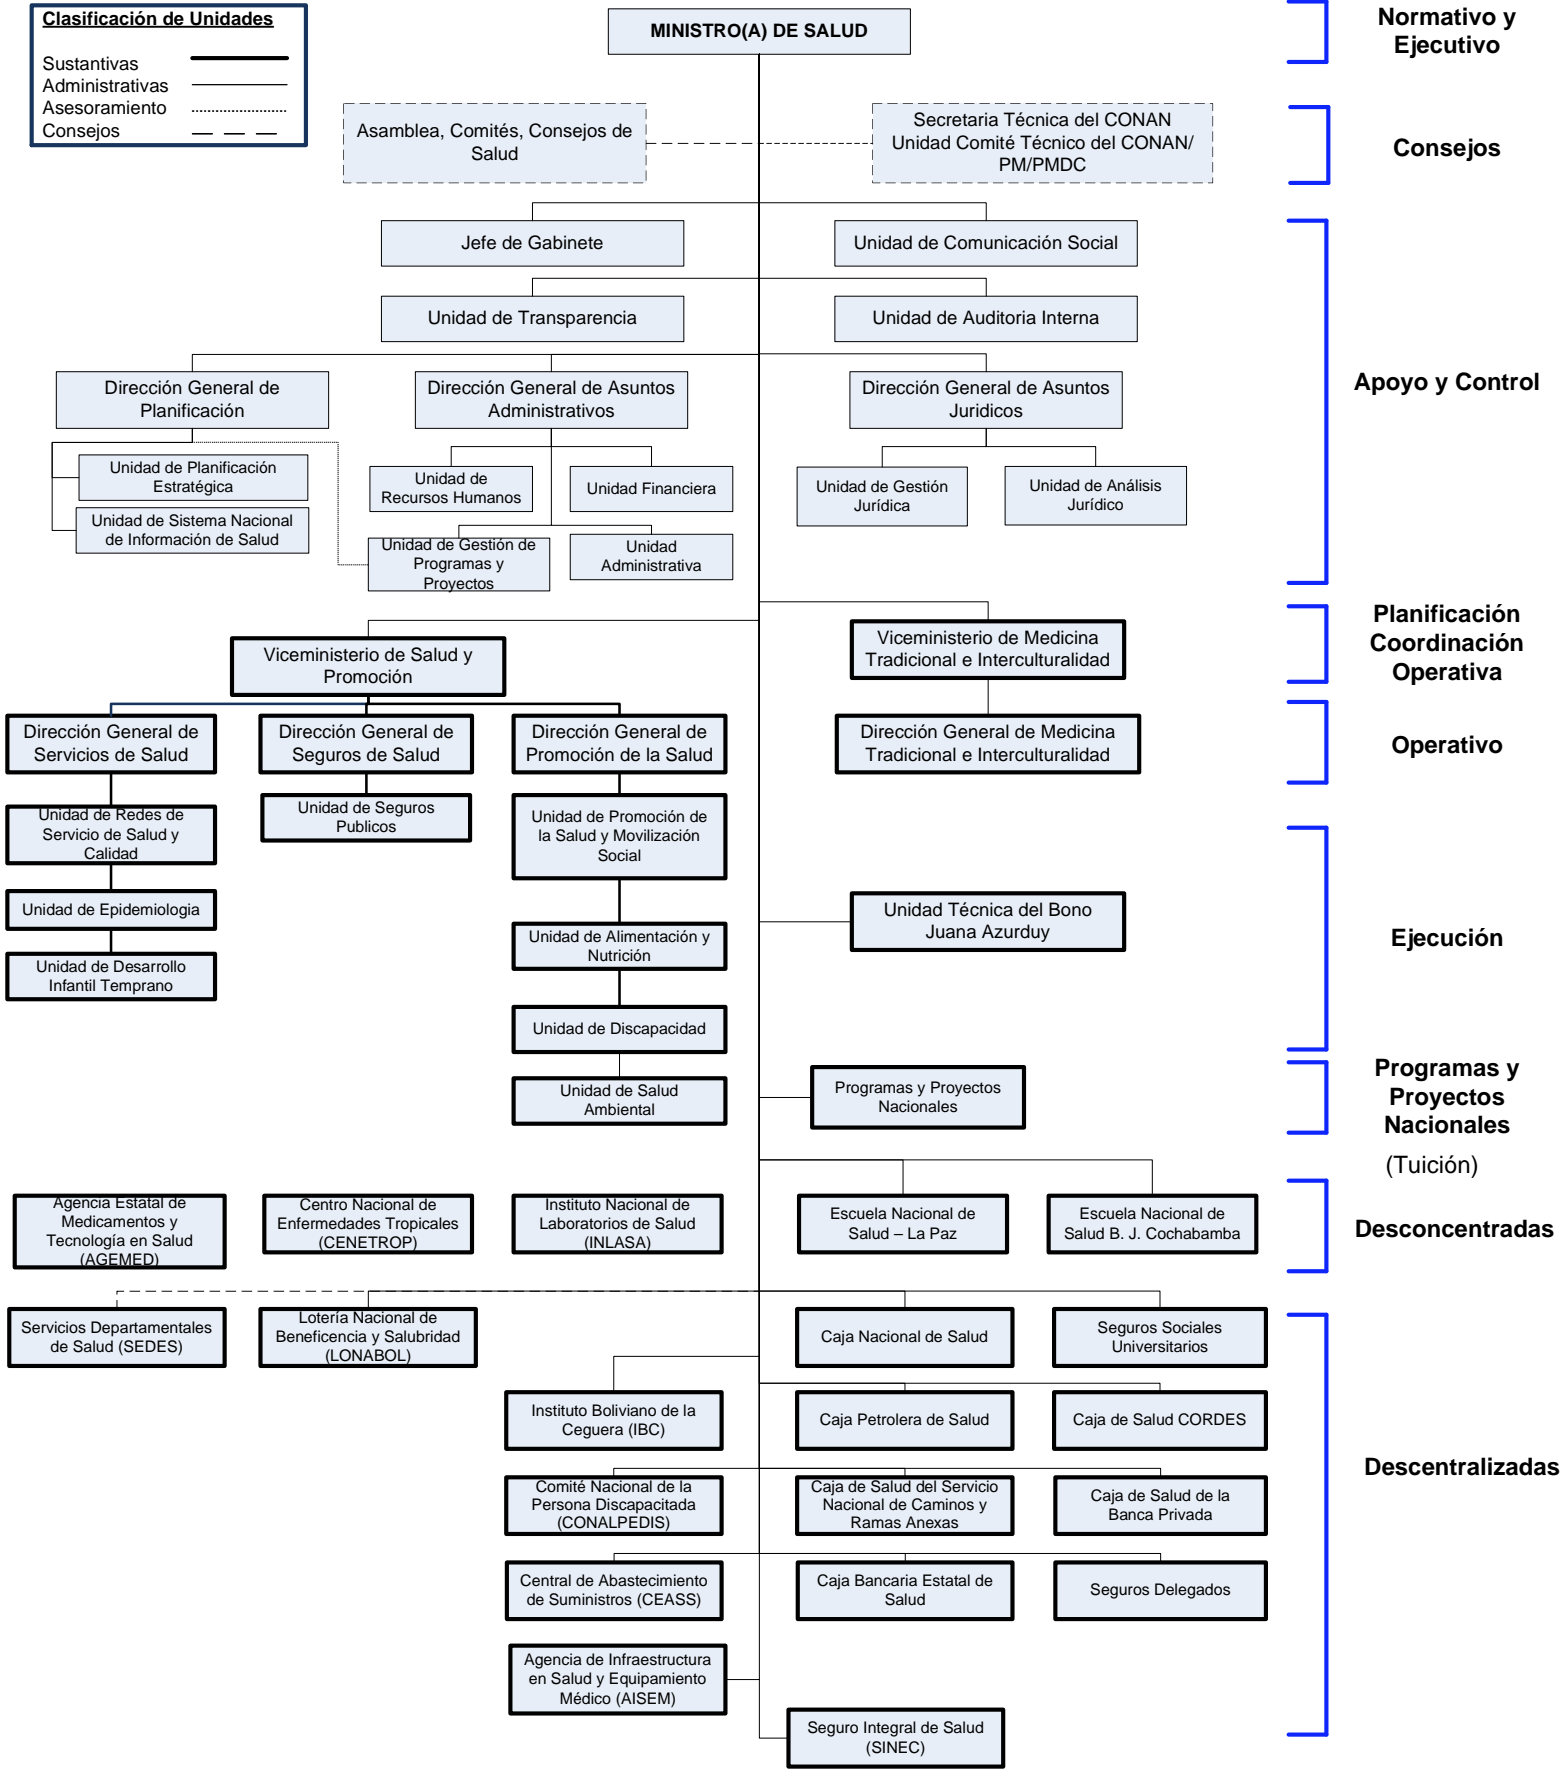 Clasificación de Unidades
Sustantivas
Administrativas
Asesoramiento
Consejos
MINISTRO(A) DE SALUD
Normativo y
Ejecutivo
Asamblea, Comités, Consejos de
Salud
Secretaria Técnica del CONAN
Unidad Comité Técnico del CONAN/
PM/PMDC
Consejos
Jefe de Gabinete
Unidad de Comunicación Social
Unidad de Transparencia
Unidad de Auditoria Interna
Dirección General de
Planificación
Dirección General de Asuntos
Administrativos
Dirección General de Asuntos
Juridicos
Apoyo y Control
Unidad de Planificación
Estratégica
Unidad de
Recursos Humanos
Unidad Financiera
Unidad de Gestión
Jurídica
Unidad de Análisis
Jurídico
Unidad de Sistema Nacional
de Información de Salud
Unidad de Gestión de
Programas y
Proyectos
Unidad
Administrativa
Viceministerio de Salud y
Promoción
Viceministerio de Medicina
Tradicional e Interculturalidad
Planificación
Coordinación
Operativa
Dirección General de
Servicios de Salud
Dirección General de
Seguros de Salud
Dirección General de
Promoción de la Salud
Dirección General de Medicina
Tradicional e Interculturalidad
Operativo
Unidad de Redes de
Servicio de Salud y
Calidad
Unidad de Seguros
Publicos
Unidad de Promoción de
la Salud y Movilización
Social
Unidad de Epidemiologia
Unidad de Alimentación y
Nutrición
Unidad Técnica del Bono
Juana Azurduy
Ejecución
Unidad de Desarrollo
Infantil Temprano
Unidad de Discapacidad
Unidad de Salud
Ambiental
Programas y Proyectos
Nacionales
Programas y
Proyectos
Nacionales
(Tuición)
Agencia Estatal de
Medicamentos y
Tecnología en Salud
(AGEMED)
Centro Nacional de
Enfermedades Tropicales
(CENETROP)
Instituto Nacional de
Laboratorios de Salud
(INLASA)
Escuela Nacional de
Salud – La Paz
Escuela Nacional de
Salud B. J. Cochabamba
Desconcentradas
Servicios Departamentales
de Salud (SEDES)
Lotería Nacional de
Beneficencia y Salubridad
(LONABOL)
Caja Nacional de Salud
Seguros Sociales
Universitarios
Instituto Boliviano de la
Ceguera (IBC)
Caja Petrolera de Salud
Caja de Salud CORDES
Descentralizadas
Comité Nacional de la
Persona Discapacitada
(CONALPEDIS)
Caja de Salud del Servicio
Nacional de Caminos y
Ramas Anexas
Caja de Salud de la
Banca Privada
Central de Abastecimiento
de Suministros (CEASS)
Caja Bancaria Estatal de
Salud
Seguros Delegados
Agencia de Infraestructura
en Salud y Equipamiento
Médico (AISEM)
Seguro Integral de Salud
(SINEC)